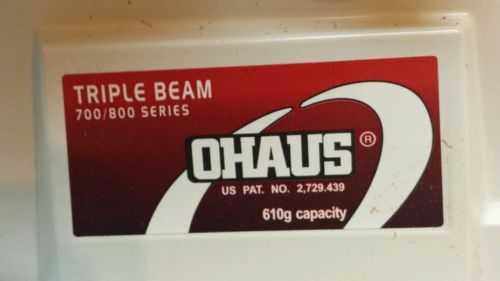 TRIPLE BEAM
700/800 SERIES
OHAUS®
US PAT. NO. 2,729.439
610g capacity